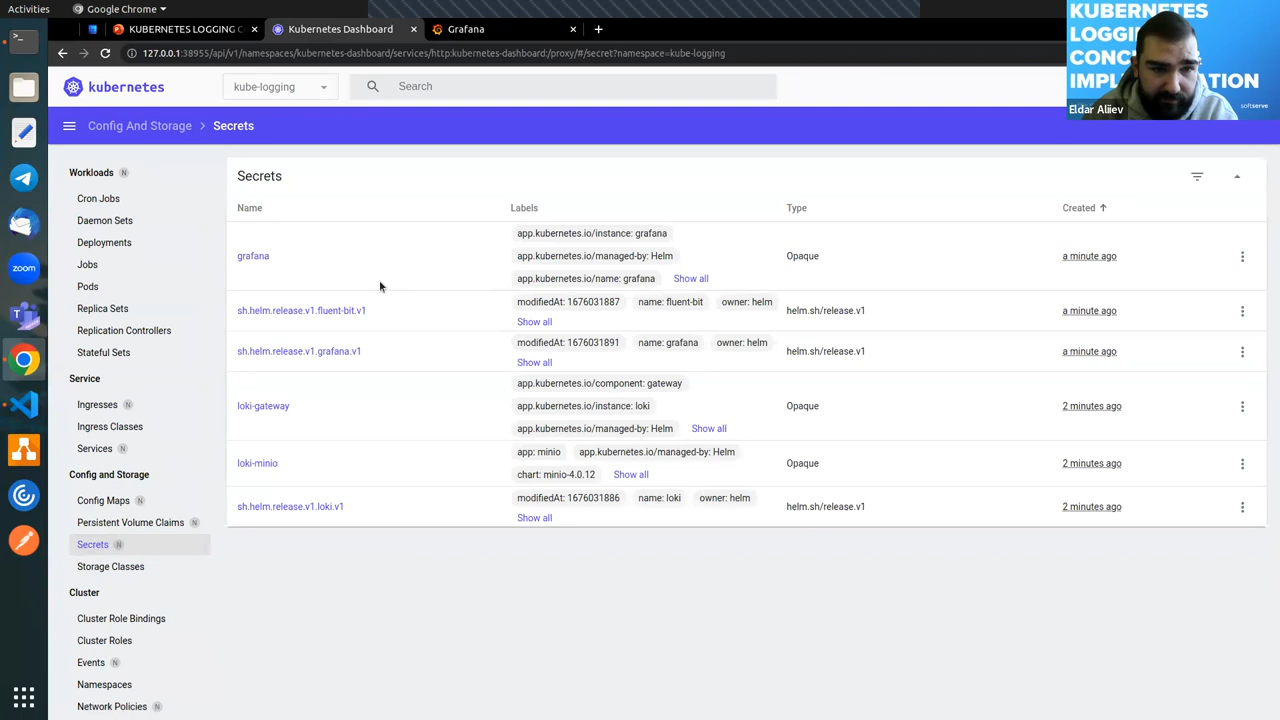 Activities
Google Chrome
KUBERNETES LOGGING C
Kubernetes Dashboard
Grafana
127.0.0.1:38955/api/v1/namespaces/kubernetes-dashboard/services/http:kubernetes-dashboard:/proxy/#/secret?namespace=kube-logging
KUBERNETES
LOGGI
CONC
IMPL
TATION
Eldar Aliiev
softserve
kubernetes
kube-logging
Search
Config And Storage
Secrets
Workloads N
Cron Jobs
Daemon Sets
Deployments
Jobs
Pods
Replica Sets
Replication Controllers
Stateful Sets
Service
Ingresses N
Ingress Classes
Services N
Config and Storage
Config Maps N
Persistent Volume Claims N
Secrets N
Storage Classes
Cluster
Cluster Role Bindings
Cluster Roles
Events N
Namespaces
Network Policies N
Secrets
Name Labels Type Created
app.kubernetes.io/instance: grafana
grafana app.kubernetes.io/managed-by: Helm Opaque a minute ago
app.kubernetes.io/name: grafana Show all
modifiedAt: 1676031887 name: fluent-bit owner: helm
sh.helm.release.v1.fluent-bit.v1 helm.sh/release.v1 a minute ago
Show all
modifiedAt: 1676031891 name: grafana owner: helm
sh.helm.release.v1.grafana.v1 helm.sh/release.v1 a minute ago
Show all
app.kubernetes.io/component: gateway
loki-gateway app.kubernetes.io/instance: loki Opaque 2 minutes ago
app.kubernetes.io/managed-by: Helm Show all
app: minio app.kubernetes.io/managed-by: Helm
loki-minio Opaque 2 minutes ago
chart: minio-4.0.12 Show all
modifiedAt: 1676031886 name: loki owner: helm
sh.helm.release.v1.loki.v1 helm.sh/release.v1 2 minutes ago
Show all
zoom